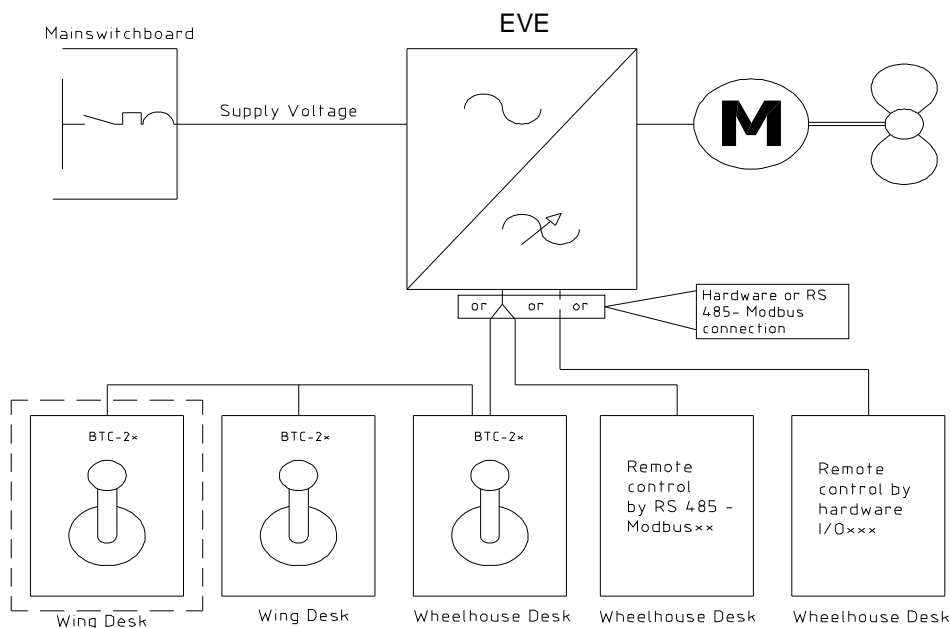 EVE
Mainswitchboard
Supply Voltage
M
or or or
Hardware or RS
485- Modbus
connection
BTC-2×
BTC-2×
BTC-2×
Remote
control
by RS 485 -
Modbus××
Remote
control by
hardware
I/O×××
Wing Desk
Wing Desk
Wheelhouse Desk
Wheelhouse Desk
Wheelhouse Desk